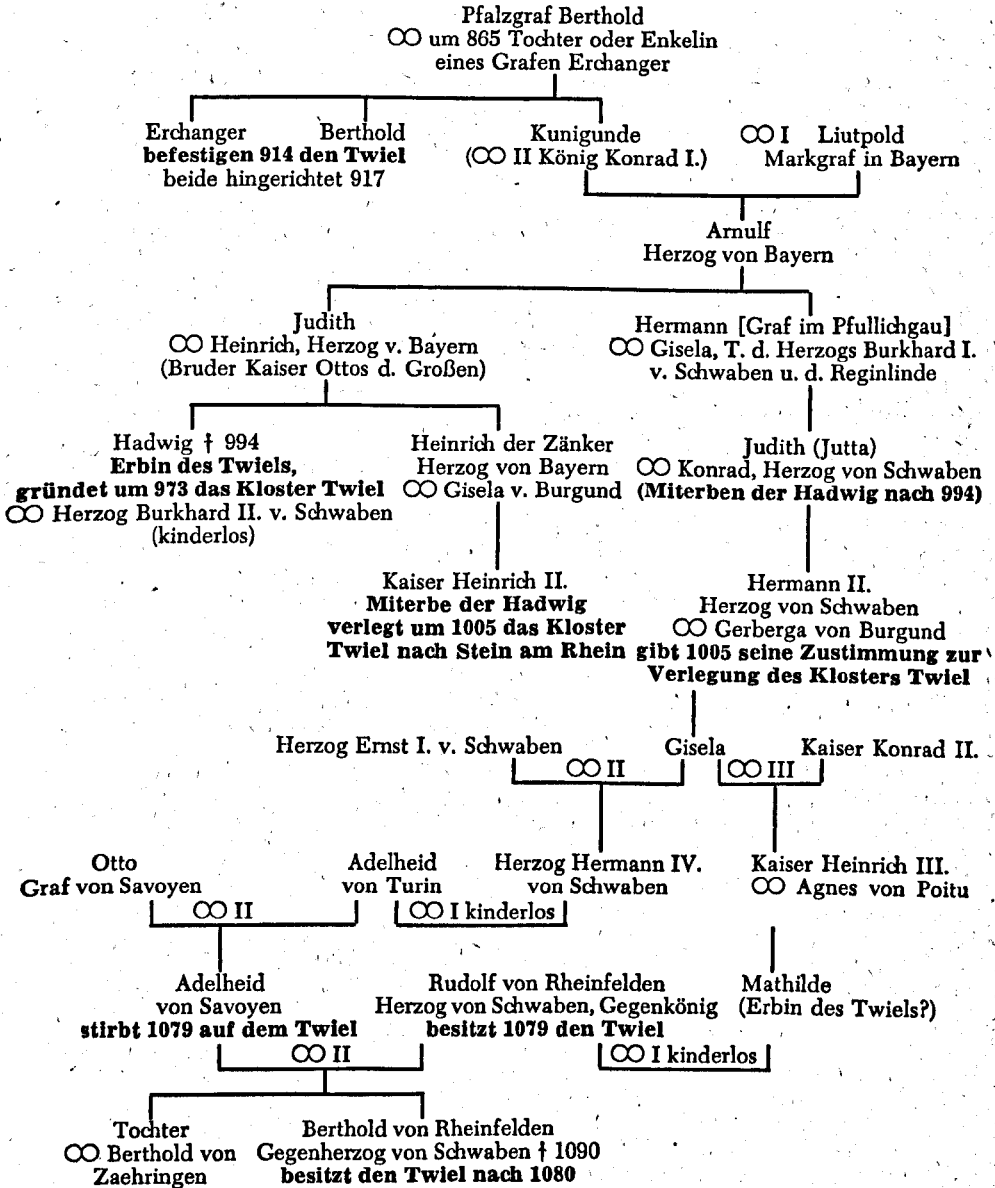 Pfalzgraf Berthold
∞ um 865 Tochter oder Enkelin
eines Grafen Erchanger
Erchanger Berthold
befestigen 914 den Twiel
beide hingerichtet 917
Kunigunde
(∞ II König Konrad I.)
∞ I Liutpold
Markgraf in Bayern
Arnulf
Herzog von Bayern
Judith
∞ Heinrich, Herzog v. Bayern
(Bruder Kaiser Ottos d. Großen)
Hermann [Graf im Pfullichgau]
∞ Gisela, T. d. Herzogs Burkhard I.
v. Schwaben u. d. Reginlinde
Hadwig † 994
Erbin des Twiels,
gründet um 973 das Kloster Twiel
∞ Herzog Burkhard II. v. Schwaben
(kinderlos)
Heinrich der Zänker
Herzog von Bayern
∞ Gisela v. Burgund
Judith (Jutta)
∞ Konrad, Herzog von Schwaben
(Miterben der Hadwig nach 994)
Kaiser Heinrich II.
Miterbe der Hadwig
verlegt um 1005 das Kloster
Twiel nach Stein am Rhein
Hermann II.
Herzog von Schwaben
∞ Gerberga von Burgund
gibt 1005 seine Zustimmung zur
Verlegung des Klosters Twiel
Herzog Ernst I. v. Schwaben
∞ II
Gisela
∞ III
Kaiser Konrad II.
Otto
Graf von Savoyen
∞ II
Adelheid
von Turin
∞ I kinderlos
Herzog Hermann IV.
von Schwaben
Kaiser Heinrich III.
∞ Agnes von Poitu
Adelheid
von Savoyen
stirbt 1079 auf dem Twiel
∞ II
Rudolf von Rheinfelden
Herzog von Schwaben, Gegenkönig
besitzt 1079 den Twiel
∞ I kinderlos
Mathilde
(Erbin des Twiels?)
Tochter
∞ Berthold von
Zaehringen
Berthold von Rheinfelden
Gegenherzog von Schwaben † 1090
besitzt den Twiel nach 1080